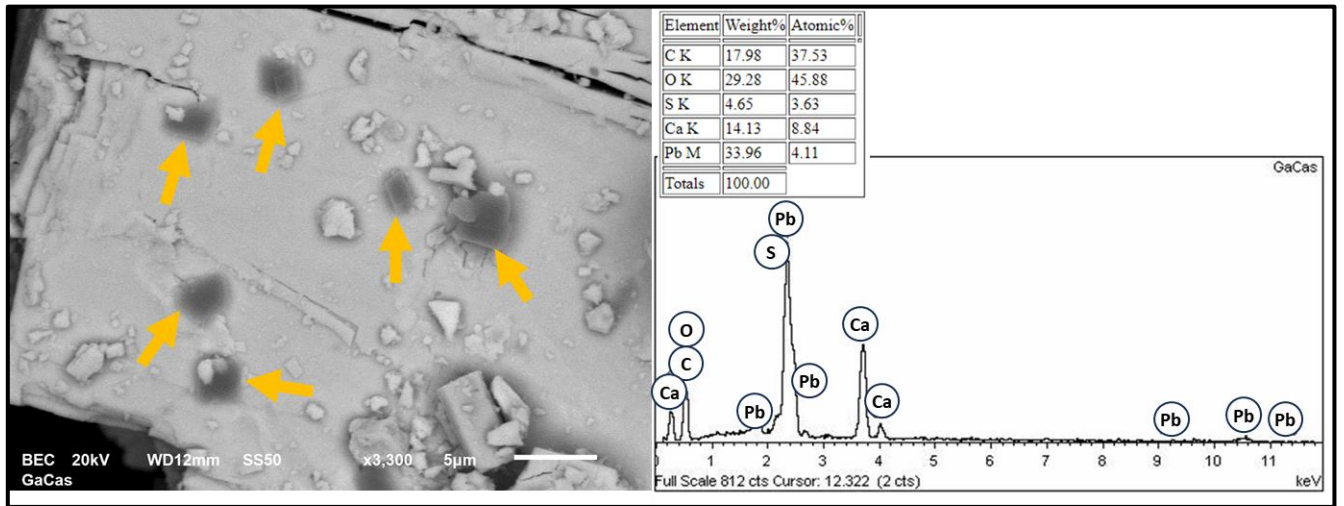 BEC 20kV WD12mm SS50 x3,300 5µm
GaCas
Element Weight% Atomic%
C K 17.98 37.53
O K 29.28 45.88
S K 4.65 3.63
Ca K 14.13 8.84
Pb M 33.96 4.11
Totals 100.00
GaCas
Pb
S
O
C
Ca
Pb
Pb
Ca
Ca
Pb
Pb
Pb
0 1 2 3 4 5 6 7 8 9 10 11
Full Scale 812 cts Cursor: 12.322 (2 cts) keV